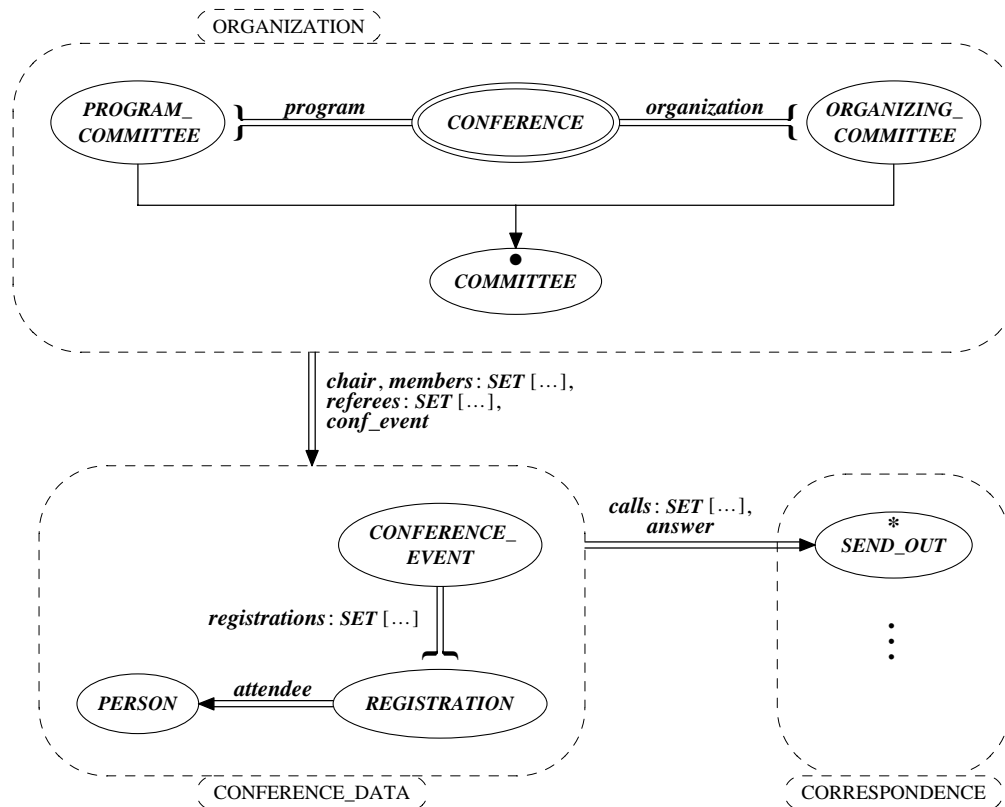 ORGANIZATION
PROGRAM_
COMMITTEE
program
CONFERENCE
organization
ORGANIZING_
COMMITTEE
COMMITTEE
chair, members: SET […],
referees: SET […],
conf_event
calls: SET […],
answer
CONFERENCE_
EVENT
*
SEND_OUT
registrations: SET […]
PERSON
attendee
REGISTRATION
CONFERENCE_DATA
CORRESPONDENCE